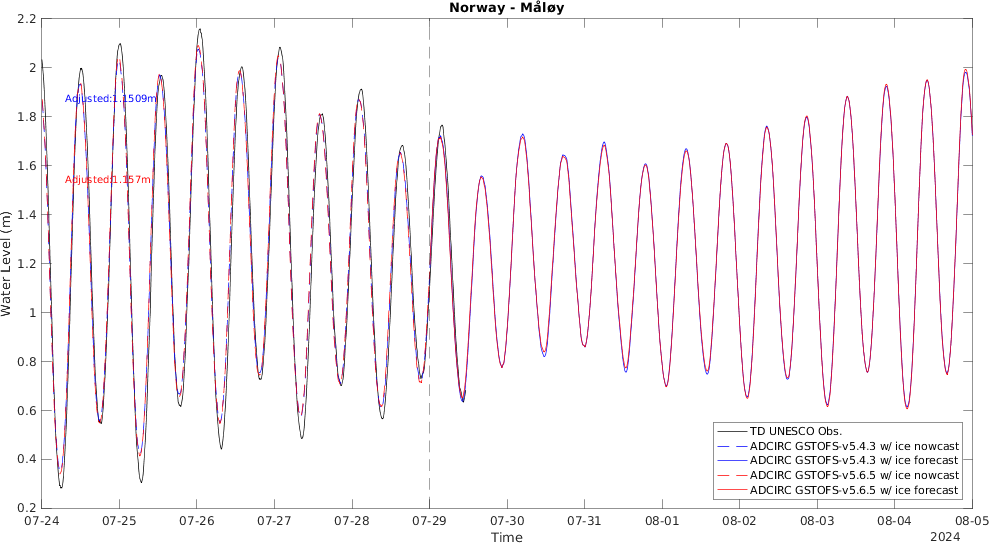 Norway - Måløy
2.2
2
1.8
1.6
1.4
1.2
1
0.8
0.6
0.4
0.2
Water Level (m)
Adjusted:1.1509m
Adjusted:1.157m
TD UNESCO Obs.
ADCIRC GSTOFS-v5.4.3 w/ ice nowcast
ADCIRC GSTOFS-v5.4.3 w/ ice forecast
ADCIRC GSTOFS-v5.6.5 w/ ice nowcast
ADCIRC GSTOFS-v5.6.5 w/ ice forecast
07-24 07-25 07-26 07-27 07-28 07-29 07-30 07-31 08-01 08-02 08-03 08-04 08-05
Time
2024